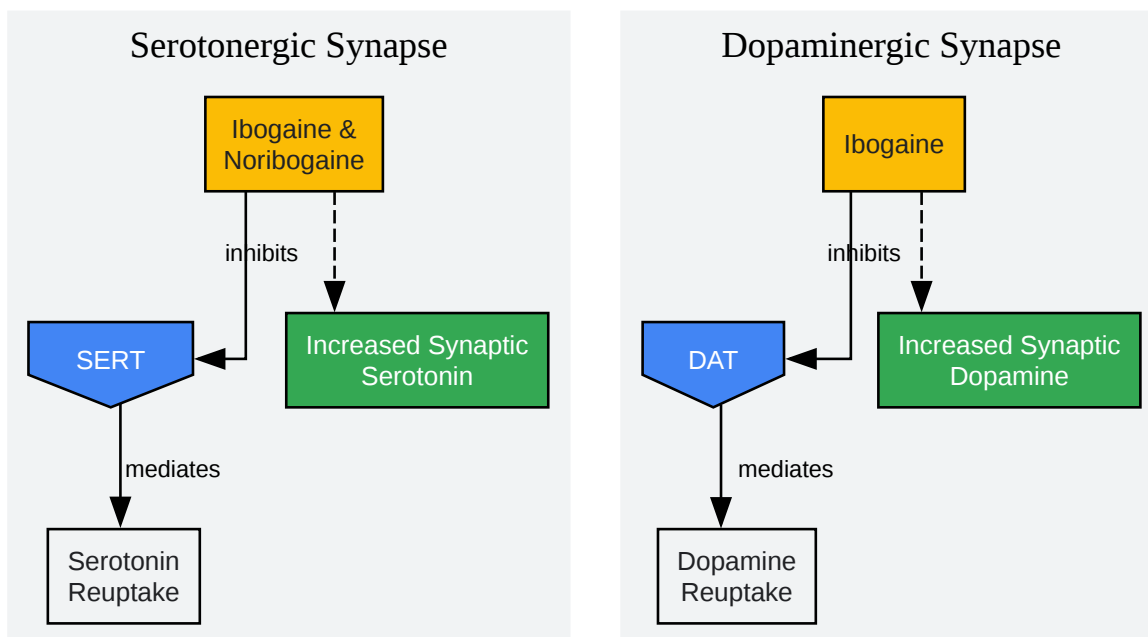 Serotonergic Synapse
Ibogaine &
Noribogaine
inhibits
SERT
Increased Synaptic
Serotonin
mediates
Serotonin
Reuptake
Dopaminergic Synapse
Ibogaine
inhibits
DAT
Increased Synaptic
Dopamine
mediates
Dopamine
Reuptake